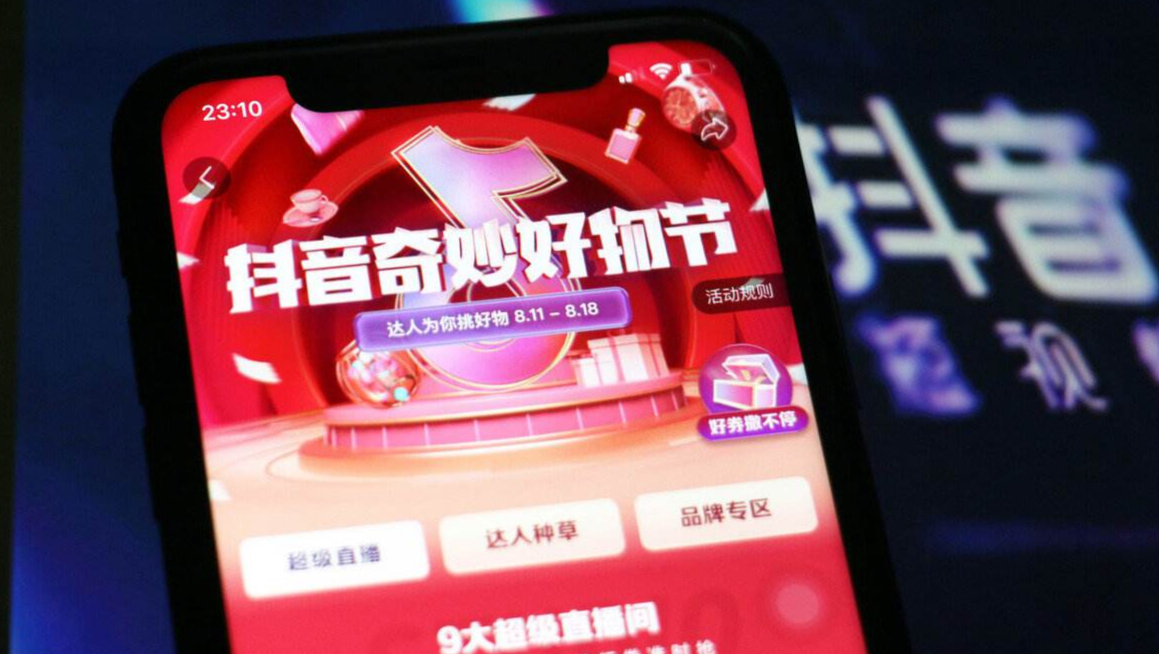 23:10
抖音奇妙好物节
活动规则
达人为你挑好物 8.11 – 8.18
好券撒不停
超级直播
达人种草
品牌专区
9大超级直播间
抖音